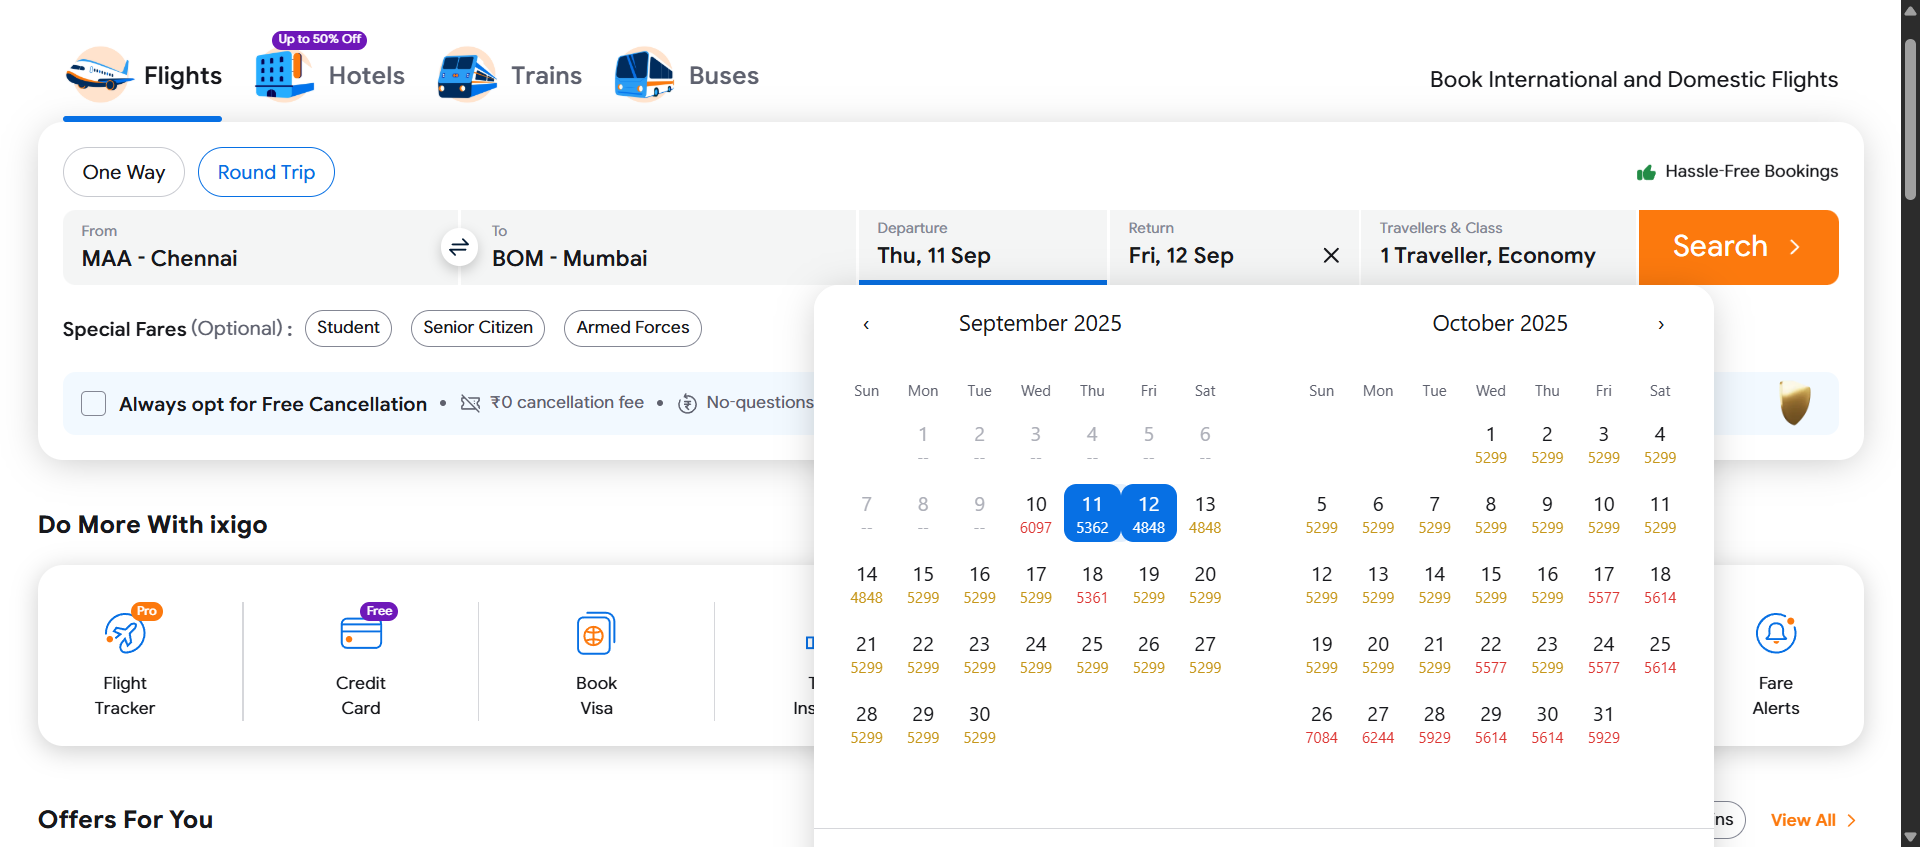 Up to 50% Off
Flights
Hotels
Trains
Buses
Book International and Domestic Flights
One Way
Round Trip
Hassle-Free Bookings
From
MAA - Chennai
To
BOM - Mumbai
Departure
Thu, 11 Sep
Return
Fri, 12 Sep
Travellers & Class
1 Traveller, Economy
Search
Special Fares (Optional) :
Student
Senior Citizen
Armed Forces
Always opt for Free Cancellation • ₹0 cancellation fee • No-questions
September 2025
Sun Mon Tue Wed Thu Fri Sat
1 2 3 4 5 6
-- -- -- -- -- --
7 8 9 10 11 12 13
-- -- -- 6097 5362 4848 4848
14 15 16 17 18 19 20
4848 5299 5299 5299 5361 5299 5299
21 22 23 24 25 26 27
5299 5299 5299 5299 5299 5299 5299
28 29 30
5299 5299 5299
October 2025
Sun Mon Tue Wed Thu Fri Sat
1 2 3 4
5299 5299 5299 5299
5 6 7 8 9 10 11
5299 5299 5299 5299 5299 5299 5299
12 13 14 15 16 17 18
5299 5299 5299 5299 5299 5577 5614
19 20 21 22 23 24 25
5299 5299 5299 5577 5299 5577 5614
26 27 28 29 30 31
7084 6244 5929 5614 5614 5929
Do More With ixigo
Pro
Flight
Tracker
Free
Credit
Card
Book
Visa
T
Ins
Fare
Alerts
Offers For You
ns
View All